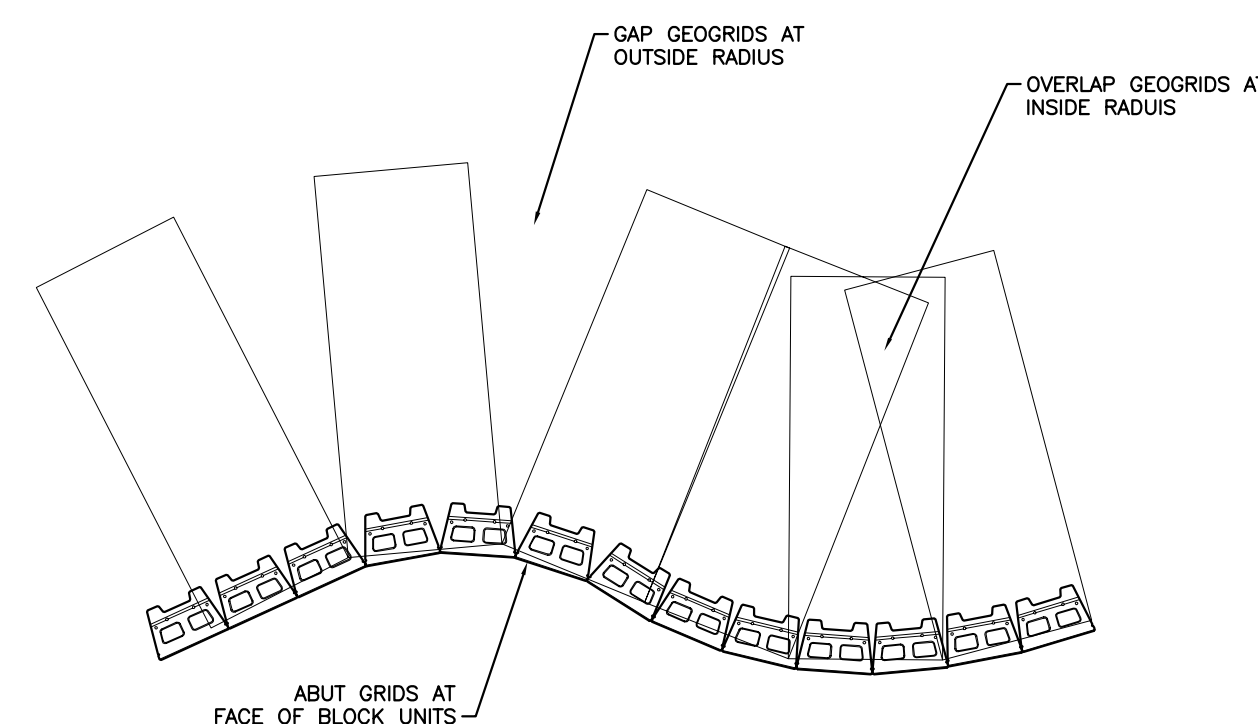 GAP GEOGRIDS AT
OUTSIDE RADIUS
OVERLAP GEOGRIDS AT
INSIDE RADUIS
ABUT GRIDS AT
FACE OF BLOCK UNITS